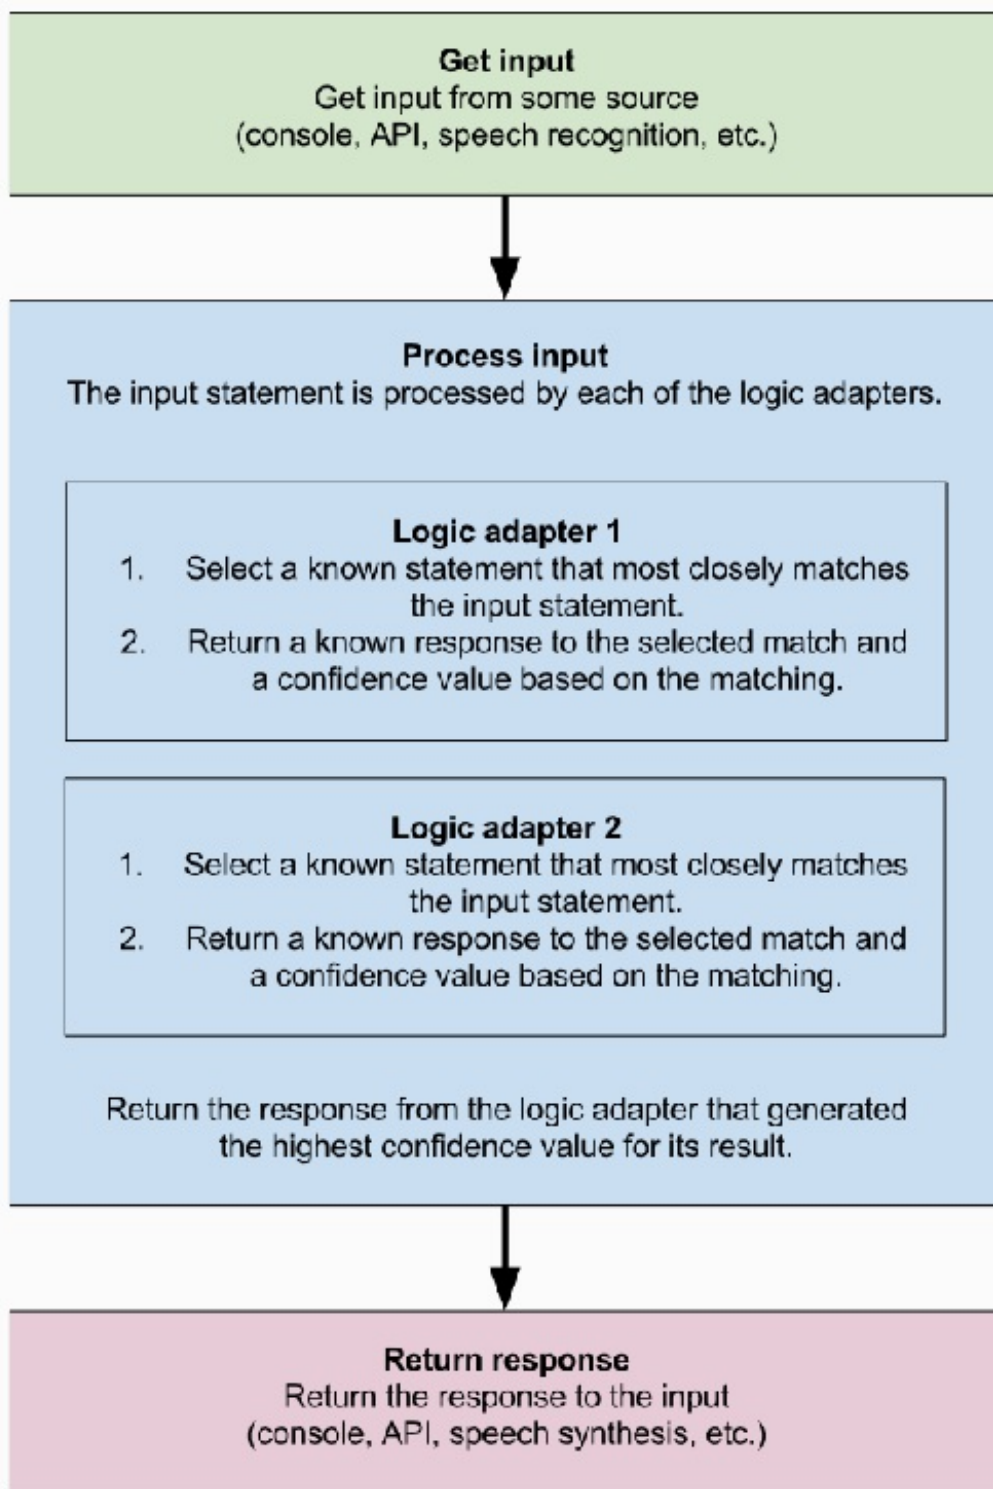 Get input
Get input from some source
(console, API, speech recognition, etc.)
Process input
The input statement is processed by each of the logic adapters.
Logic adapter 1
1. Select a known statement that most closely matches
the input statement.
2. Return a known response to the selected match and
a confidence value based on the matching.
Logic adapter 2
1. Select a known statement that most closely matches
the input statement.
2. Return a known response to the selected match and
a confidence value based on the matching.
Return the response from the logic adapter that generated
the highest confidence value for its result.
Return response
Return the response to the input
(console, API, speech synthesis, etc.)